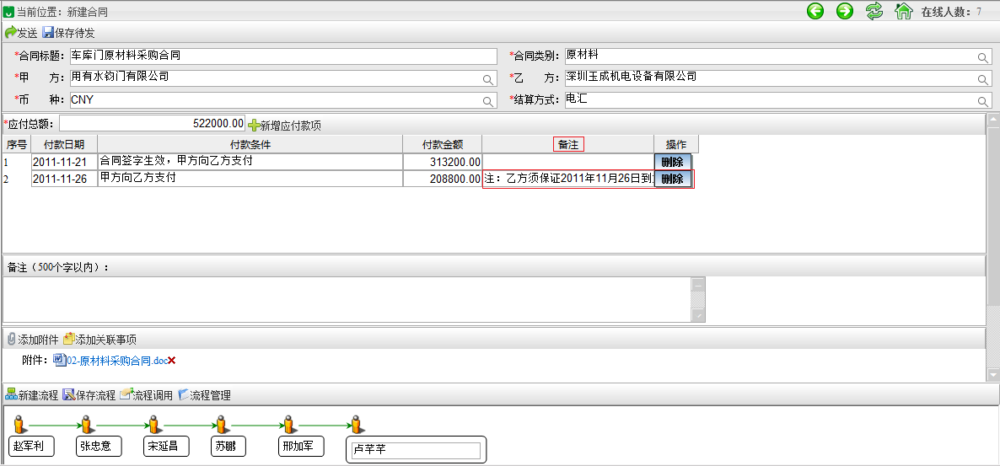 当前位置：新建合同 在线人数：7
发送 保存待发
*合同标题：车库门原材料采购合同 *合同类别：原材料
*甲 方：用有水钧门有限公司 *乙 方：深圳玉成机电设备有限公司
*币 种：CNY *结算方式：电汇
*应付总额：522000.00 新增应付款项
序号 付款日期 付款条件 付款金额 备注 操作
1 2011-11-21 合同签字生效，甲方向乙方支付 313200.00 删除
2 2011-11-26 甲方向乙方支付 208800.00 注：乙方须保证2011年11月26日到 删除
备注（500个字以内）：
添加附件 添加关联事项
附件：02-原材料采购合同.doc
新建流程 保存流程 流程调用 流程管理
赵军利 张忠意 宋延昌 苏鹏 邢加军 卢芊芊